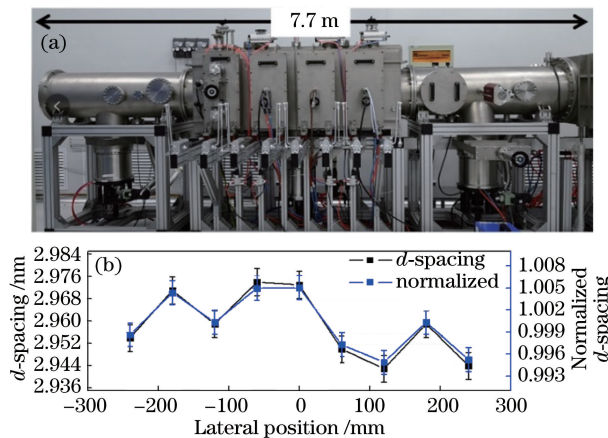 7.7 m
(a)
(b)
d-spacing
normalized
d-spacing /nm
2.984
2.976
2.968
2.960
2.952
2.944
2.936
1.008
1.005
1.002
0.999
0.996
0.993
Normalized
d-spacing
−300 −200 −100 0 100 200 300
Lateral position /mm